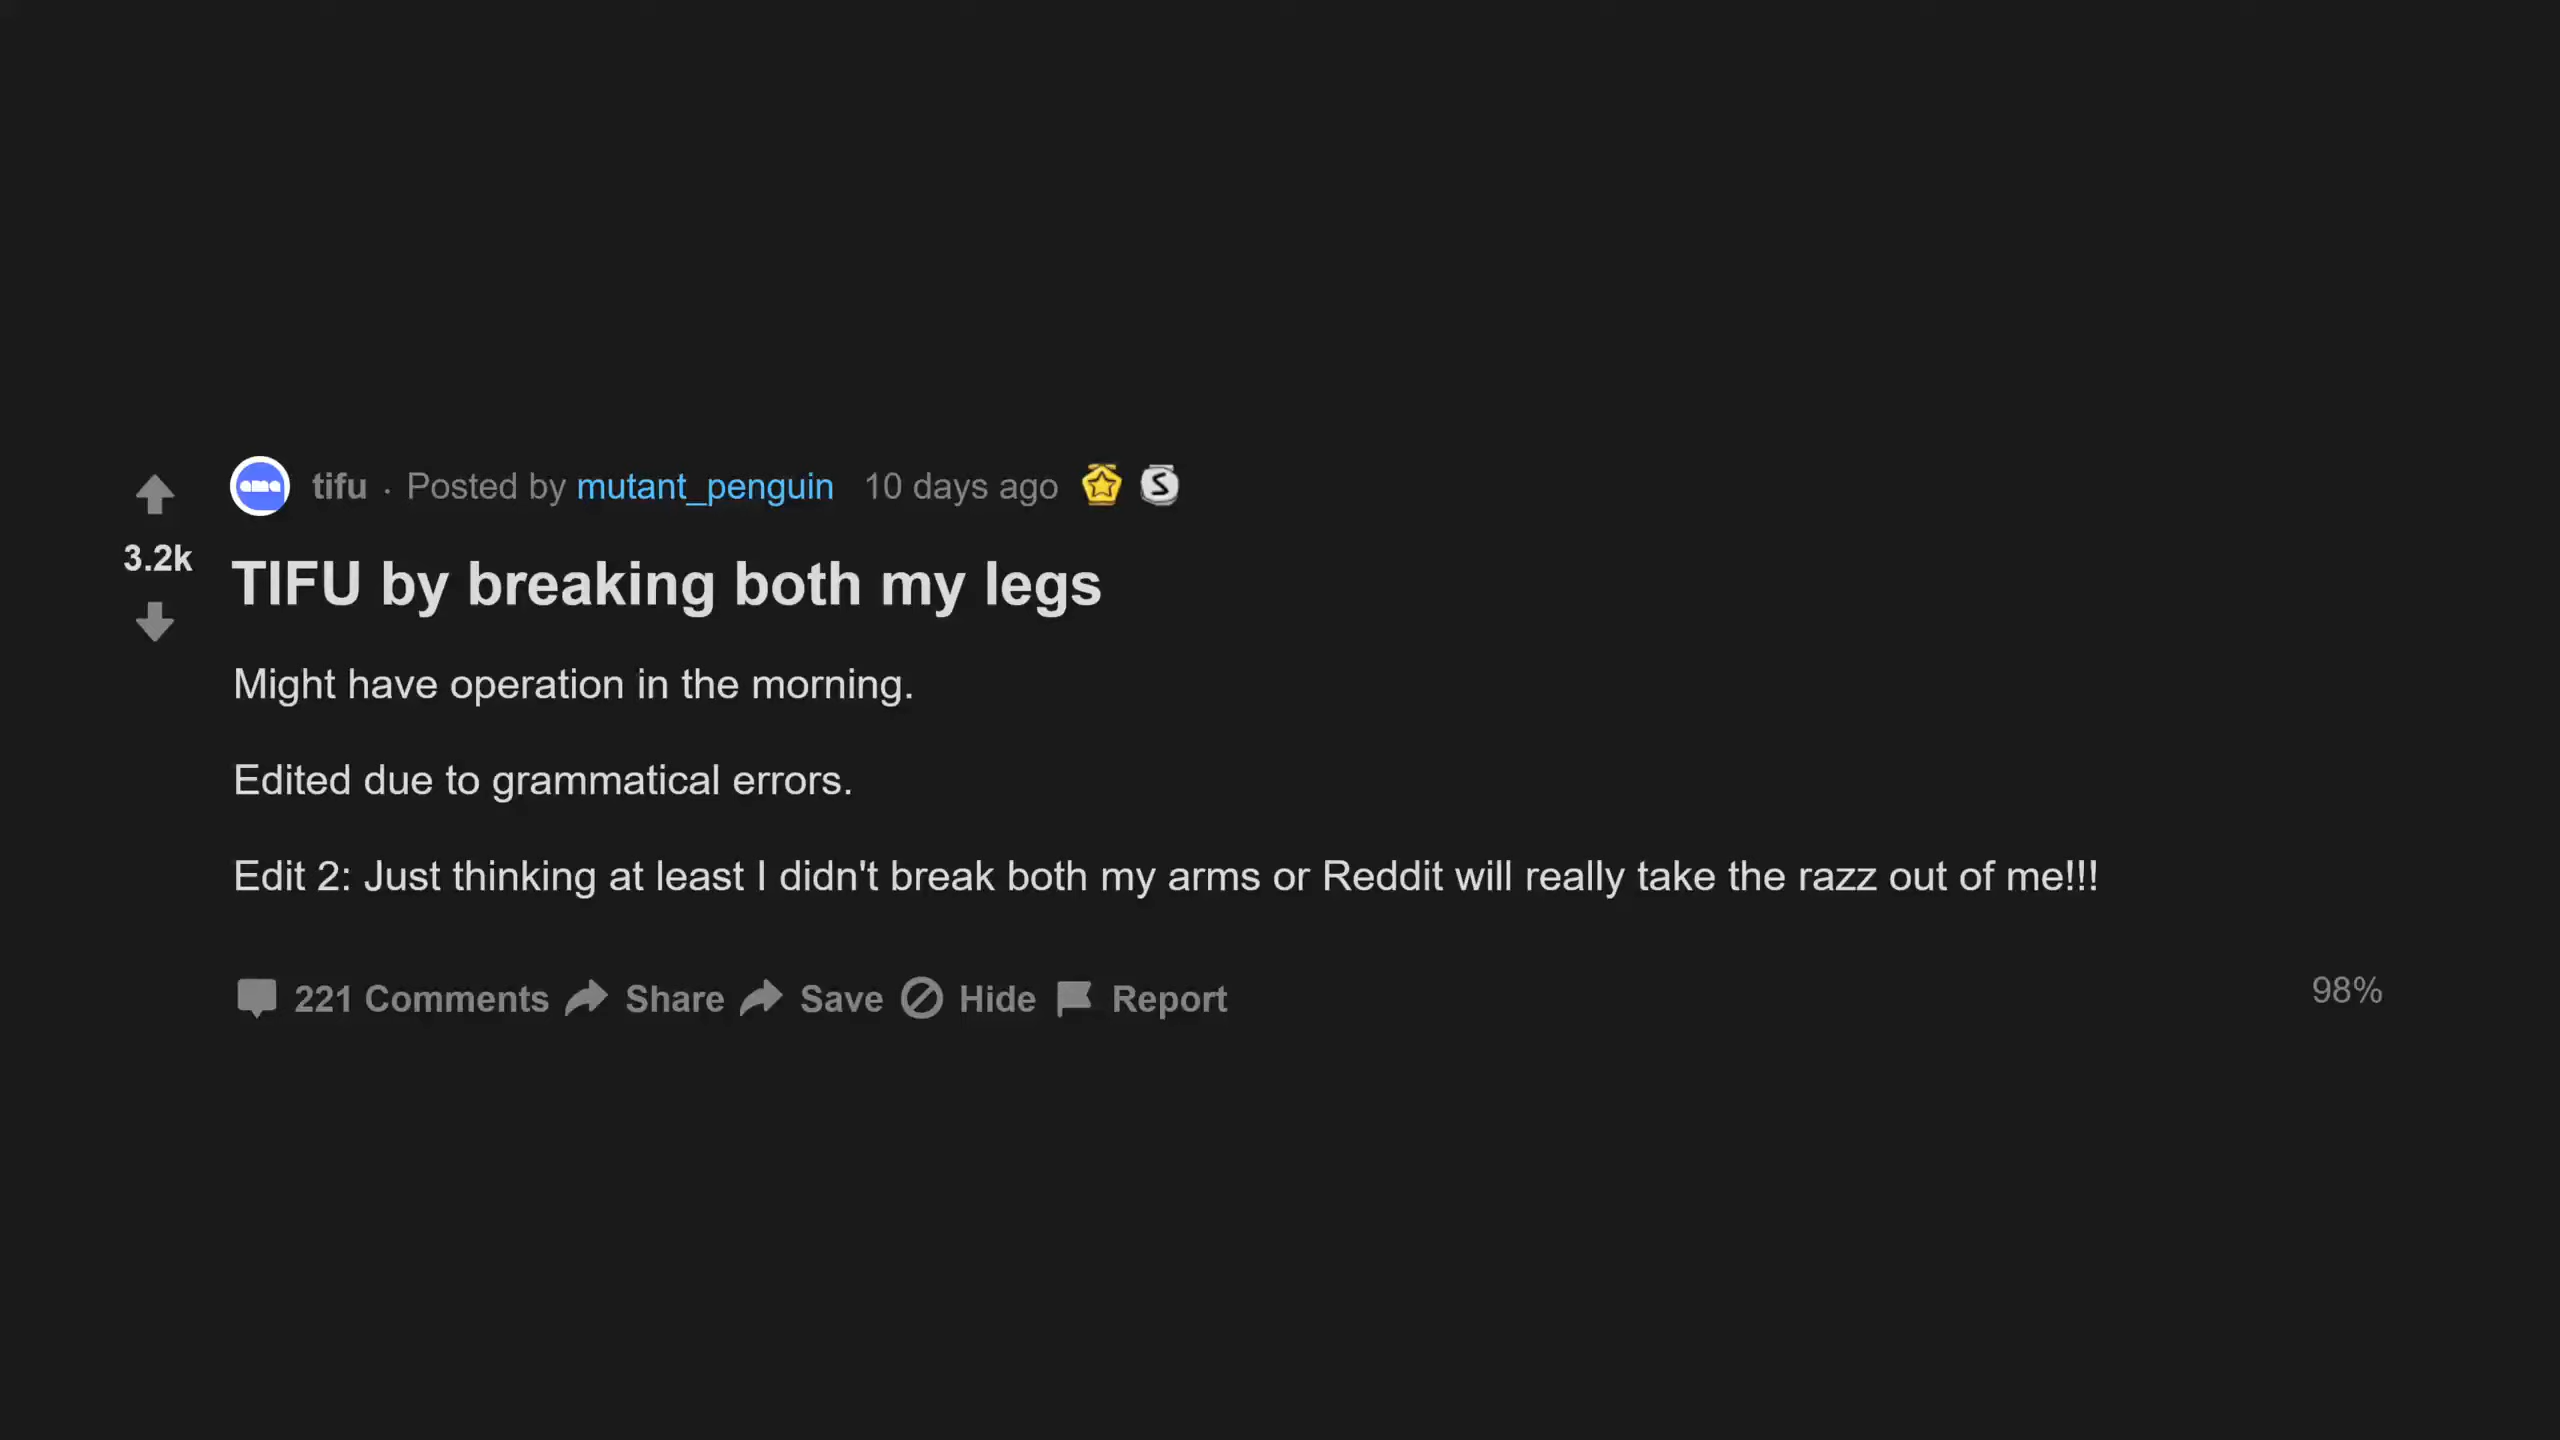 tifu · Posted by mutant_penguin 10 days ago
3.2k
TIFU by breaking both my legs
Might have operation in the morning.
Edited due to grammatical errors.
Edit 2: Just thinking at least I didn't break both my arms or Reddit will really take the razz out of me!!!
221 Comments Share Save Hide Report 98%